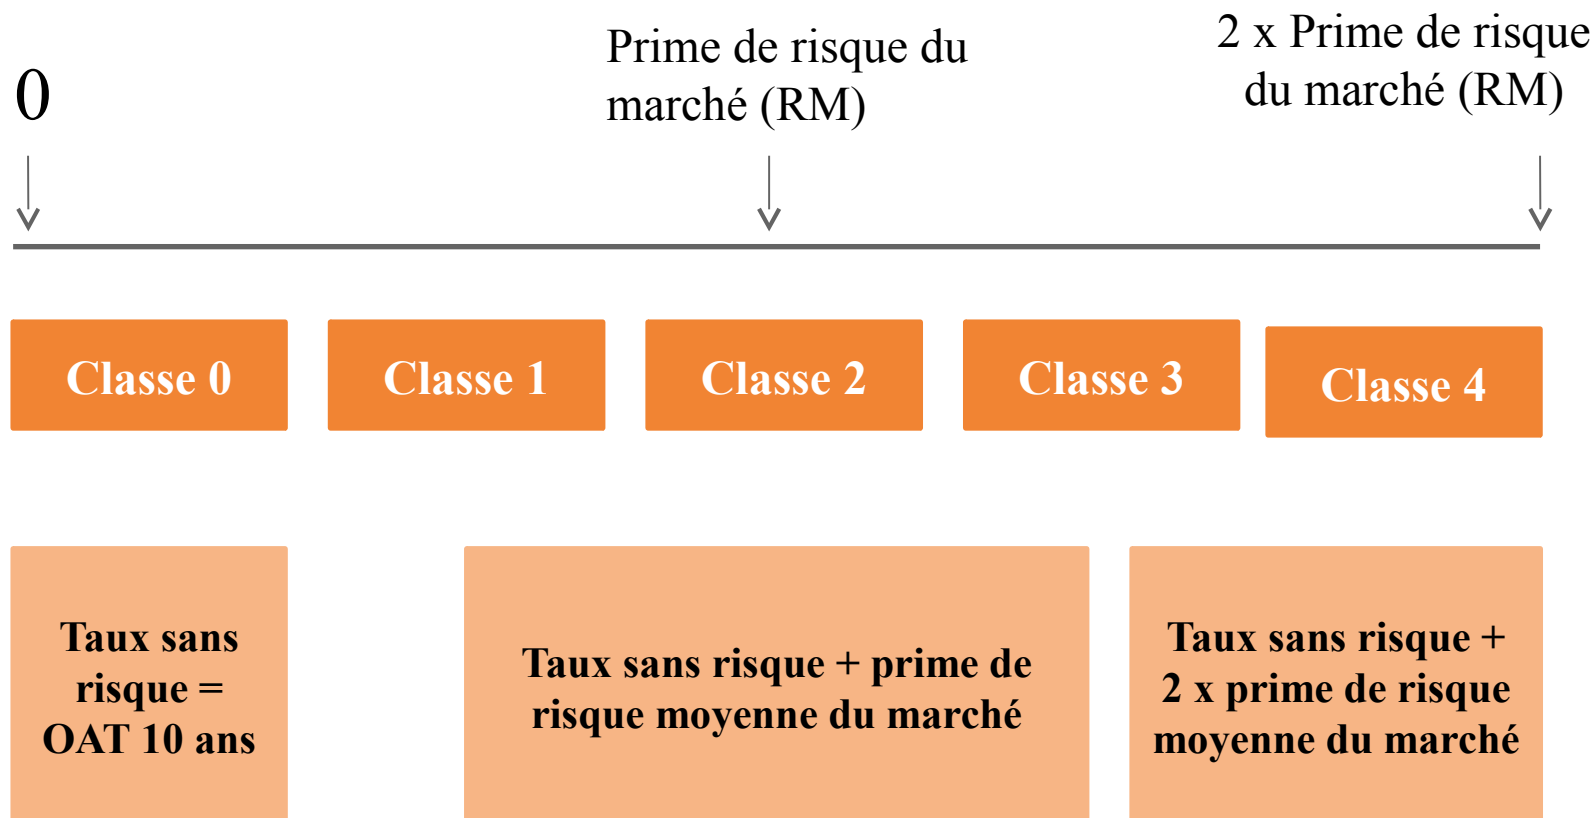 0
Prime de risque du
marché (RM)
2 x Prime de risque
du marché (RM)
Classe 0
Classe 1
Classe 2
Classe 3
Classe 4
Taux sans
risque =
OAT 10 ans
Taux sans risque + prime de
risque moyenne du marché
Taux sans risque +
2 x prime de risque
moyenne du marché